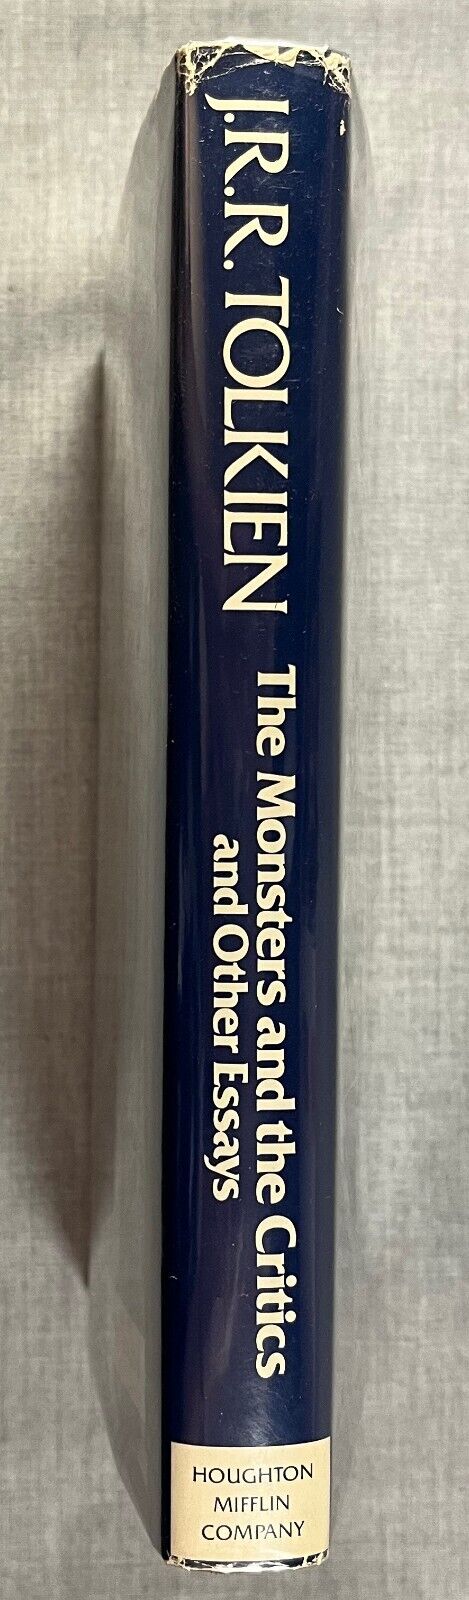 J.R.R. TOLKIEN
The Monsters and the Critics
and Other Essays
HOUGHTON
MIFFLIN
COMPANY